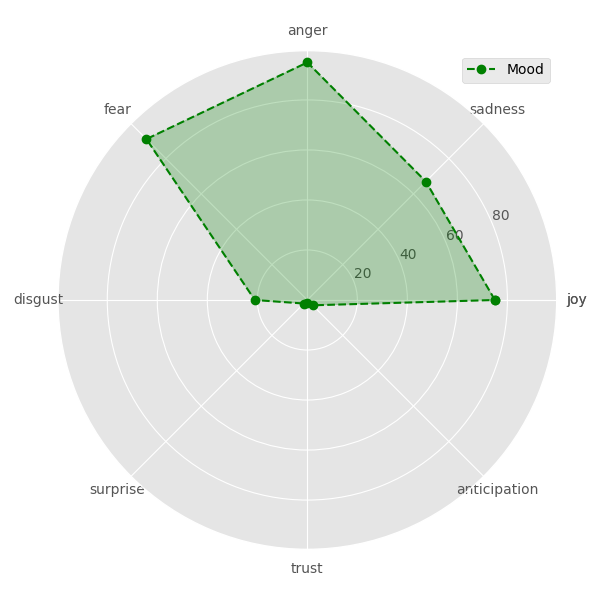 anger
Mood
fear
sadness
80
60
40
20
disgust
joy
surprise
anticipation
trust